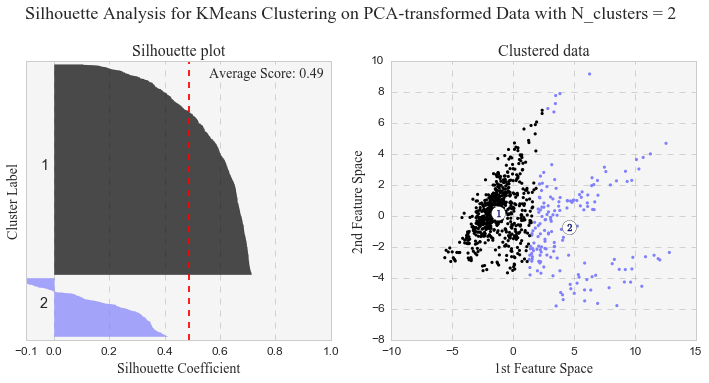 Silhouette Analysis for KMeans Clustering on PCA-transformed Data with N_clusters = 2
Silhouette plot
Average Score: 0.49
Cluster Label
1
2
−0.1 0.0 0.2 0.4 0.6 0.8 1.0
Silhouette Coefficient
Clustered data
2nd Feature Space
10
8
6
4
2
0
−2
−4
−6
−8
1
2
−10 −5 0 5 10 15
1st Feature Space